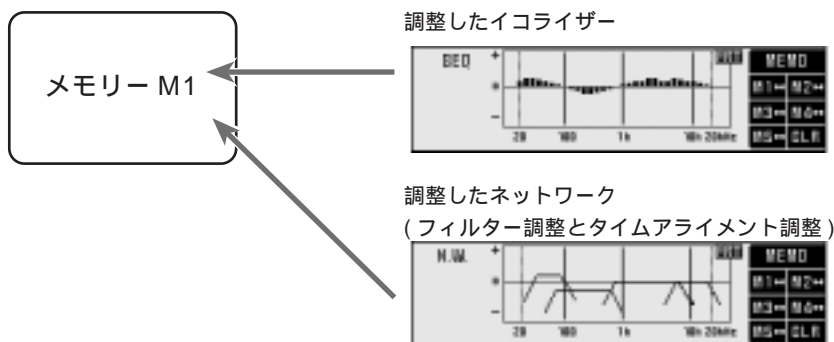 調整したイコライザー
メモリー M1
BEQ
+
MEMO
M1 M2
0
M3 M4
-
20 100 1k 10k 20kHz
M5 CLR
調整したネットワーク
( フィルター調整とタイムアライメント調整 )
N.W.
+
MEMO
M1 M2
0
M3 M4
-
20 100 1k 10k 20kHz
M5 CLR